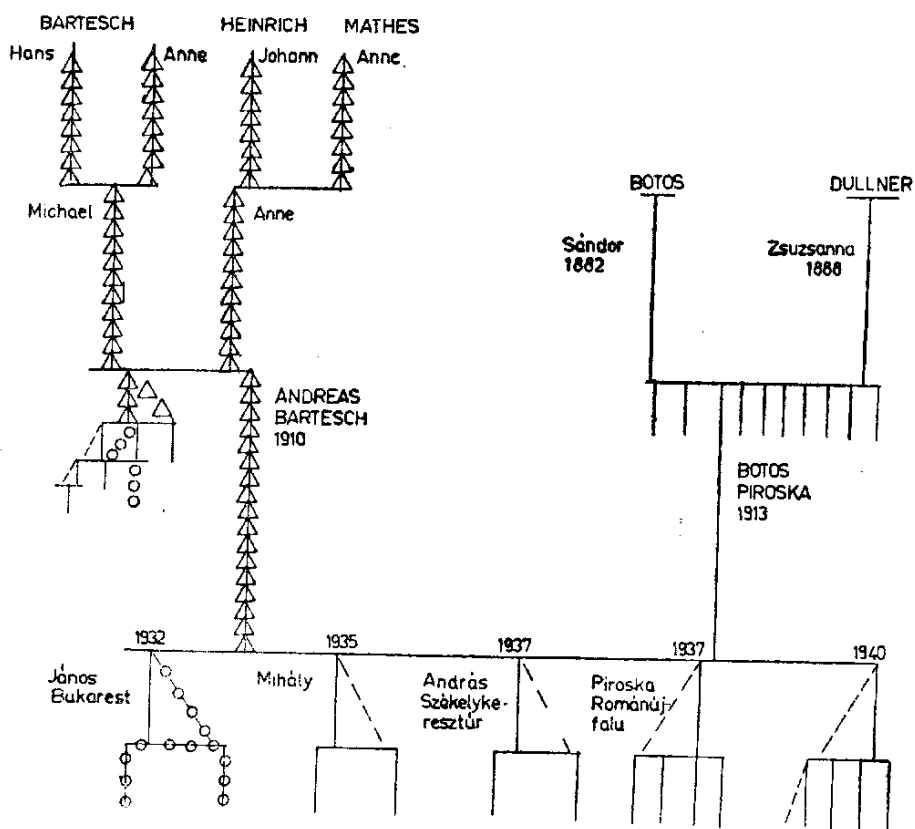 BARTESCH
HEINRICH
MATHES
Hans
Anne
Johann
Anne
Michael
Anne
BOTOS
DULLNER
Sándor
1882
Zsuzsanna
1888
ANDREAS
BARTESCH
1910
BOTOS
PIROSKA
1913
1932
1935
1937
1937
1940
János
Bukarest
Mihály
András
Székelyke-
resztúr
Piroska
Románúj-
falu